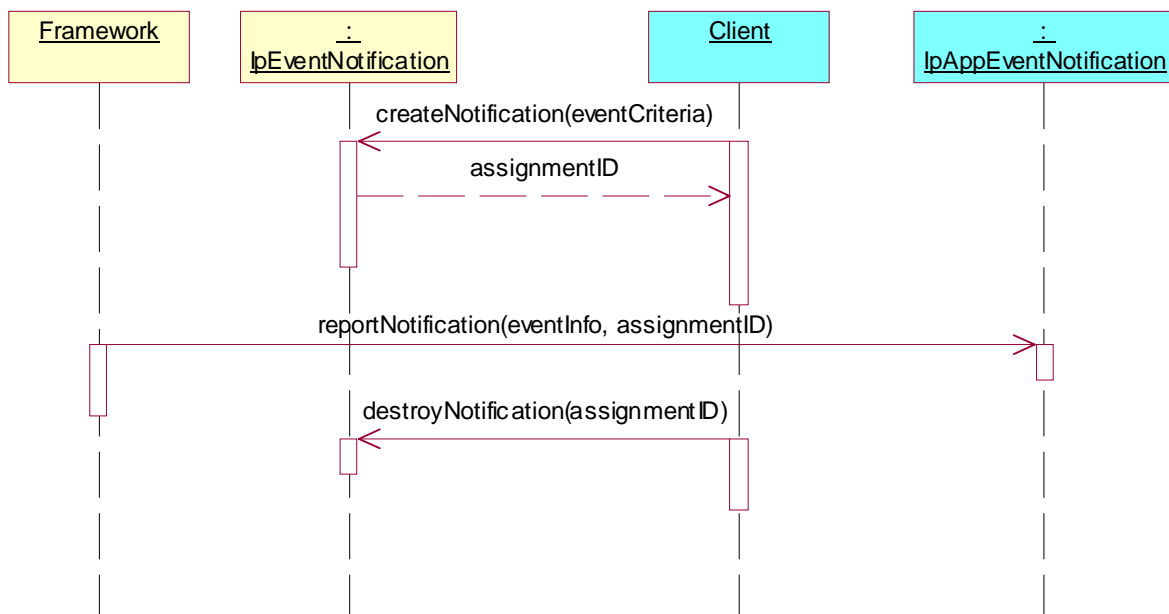 Framework
:
IpEventNotification
Client
:
IpAppEventNotification
createNotification(eventCriteria)
assignmentID
reportNotification(eventInfo, assignmentID)
destroyNotification(assignmentID)